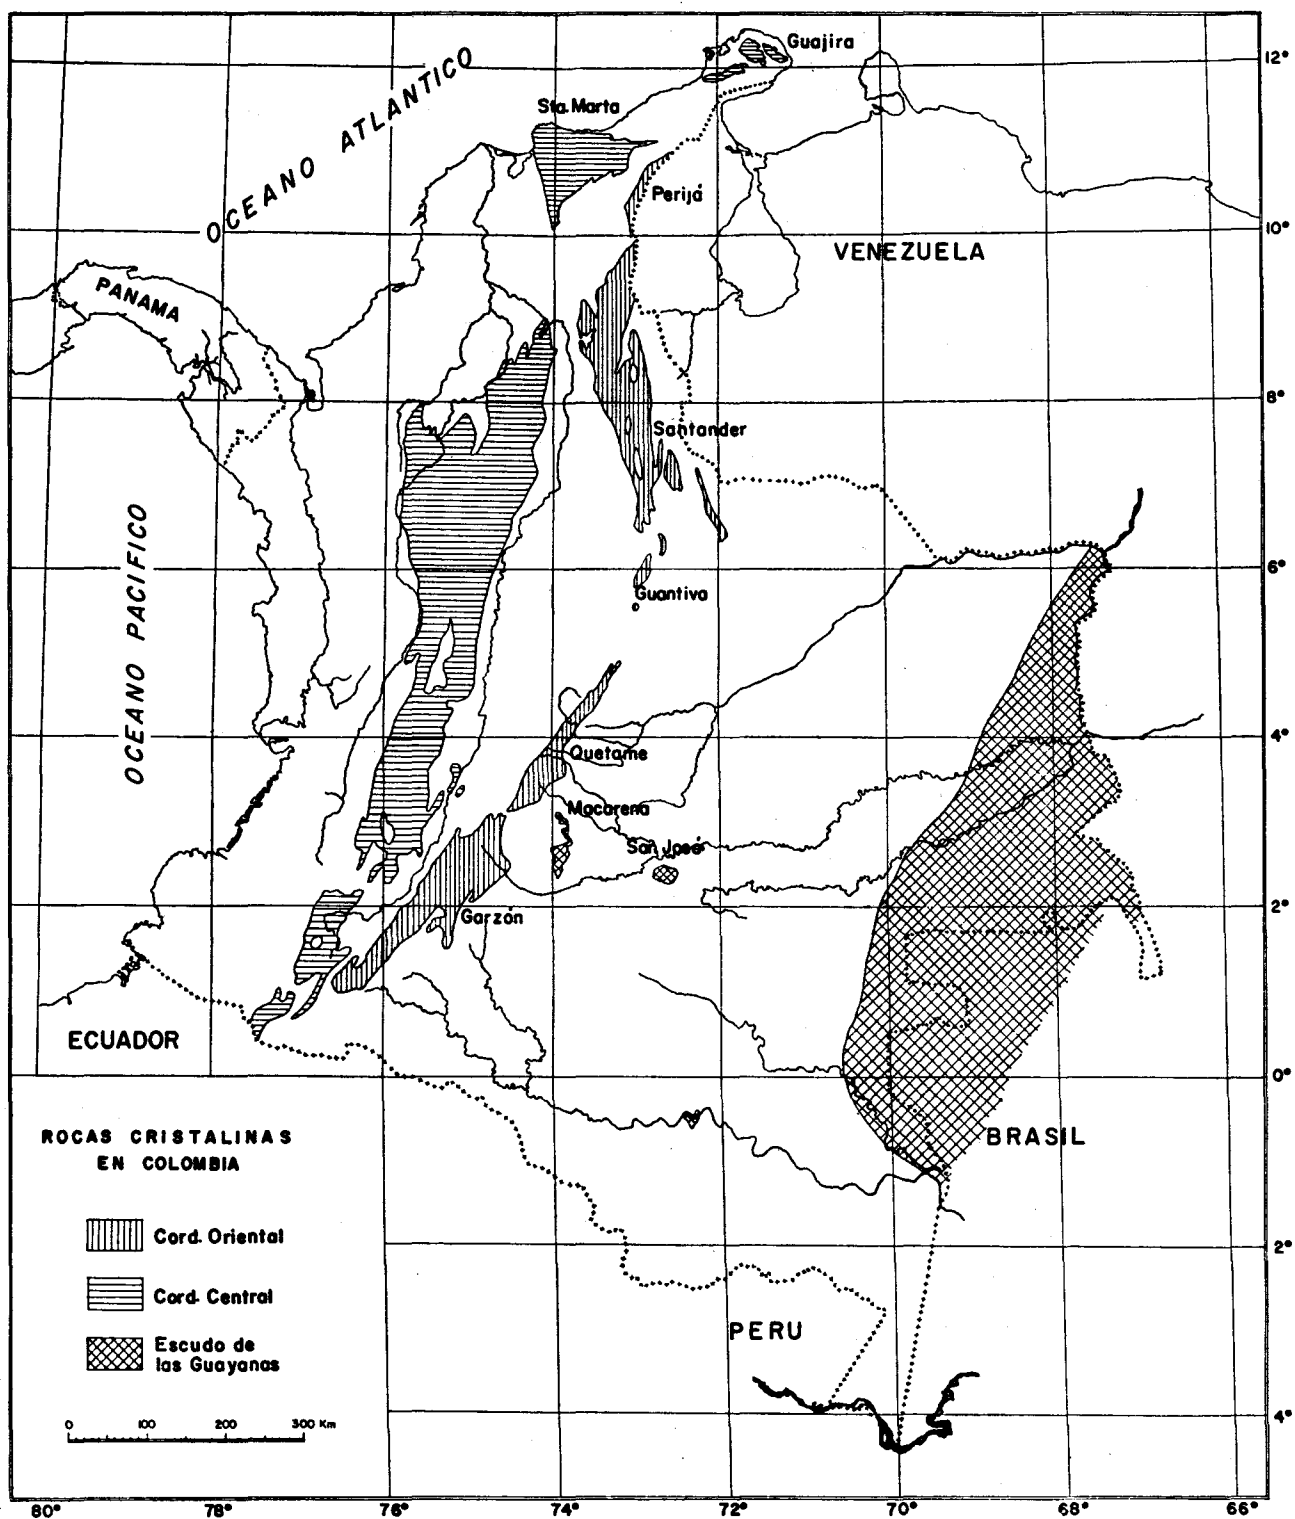 Guajira
12°
OCEANO ATLANTICO
Sta. Marta
Perijá
10°
VENEZUELA
PANAMA
8°
Santander
OCEANO PACIFICO
6°
Guantiva
4°
Quetame
Macarena
San José
2°
Garzón
ECUADOR
0°
ROCAS CRISTALINAS
EN COLOMBIA
BRASIL
Cord. Oriental
2°
Cord. Central
PERU
Escudo de
las Guayanas
4°
0 100 200 300 Km
80° 78° 76° 74° 72° 70° 68° 66°